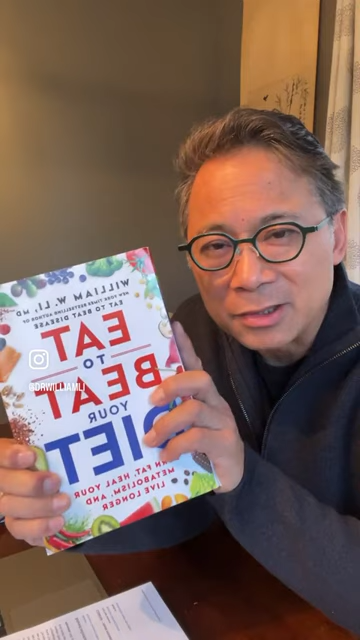 WILLIAM W. LI, MD
NEW YORK TIMES BESTSELLING AUTHOR OF
EAT TO BEAT DISEASE
EAT
TO
BEAT
YOUR
DIET
BURN FAT, HEAL YOUR
METABOLISM, AND
LIVE LONGER
@DRWILLIAMLI